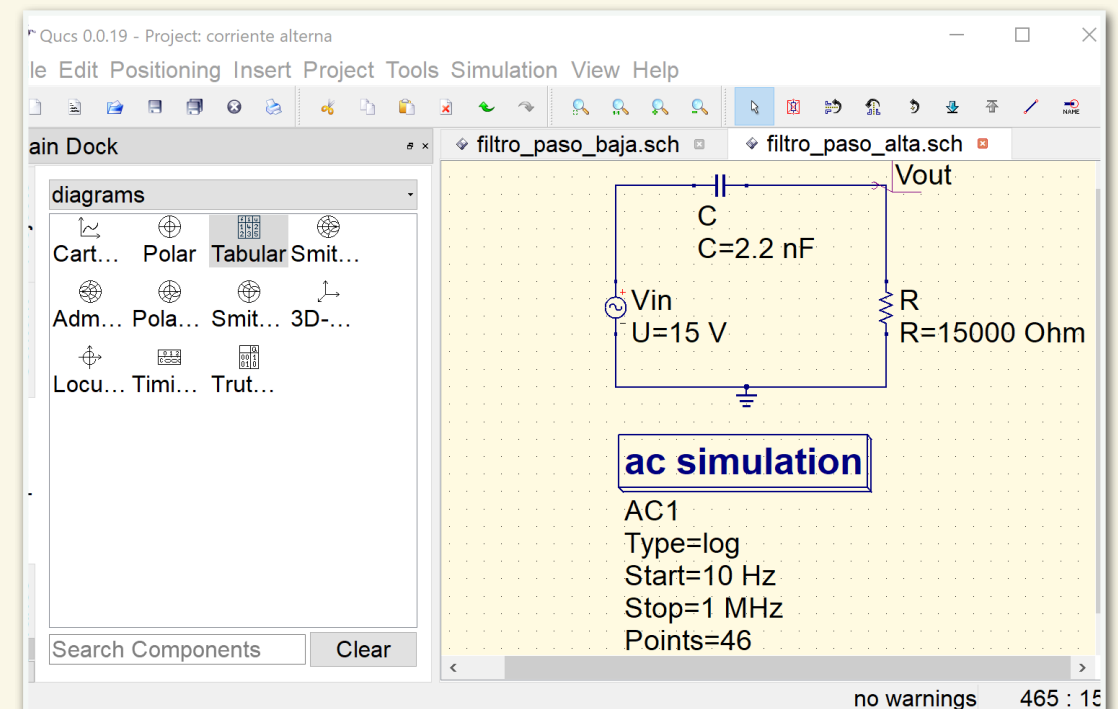 Qucs 0.0.19 - Project: corriente alterna
le Edit Positioning Insert Project Tools Simulation View Help
NAME
ain Dock
filtro_paso_baja.sch
filtro_paso_alta.sch
diagrams
Cart... Polar Tabular Smit...
Adm... Pola... Smit... 3D-...
Locu... Timi... Trut...
Search Components
Clear
Vout
C
C=2.2 nF
Vin
U=15 V
R
R=15000 Ohm
ac simulation
AC1
Type=log
Start=10 Hz
Stop=1 MHz
Points=46
no warnings
465 : 15